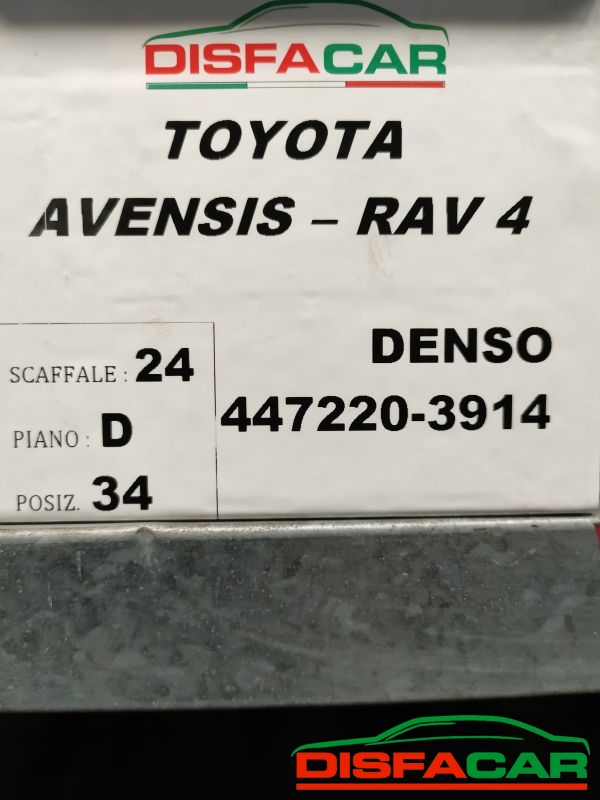 DISFACAR
TOYOTA
AVENSIS – RAV 4
SCAFFALE : 24
PIANO : D
POSIZ. 34
DENSO
447220-3914
DISFACAR